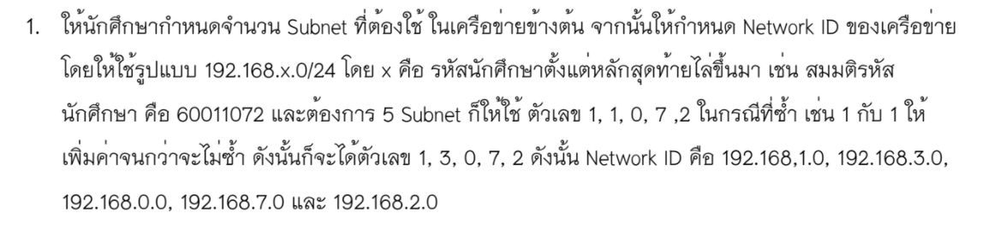 1. ให้นักศึกษากำหนดจำนวน Subnet ที่ต้องใช้ ในเครือข่ายข้างต้น จากนั้นให้กำหนด Network ID ของเครือข่าย
โดยให้ใช้รูปแบบ 192.168.x.0/24 โดย x คือ รหัสนักศึกษาตั้งแต่หลักสุดท้ายไล่ขึ้นมา เช่น สมมติรหัส
นักศึกษา คือ 60011072 และต้องการ 5 Subnet ก็ให้ใช้ ตัวเลข 1, 1, 0, 7 ,2 ในกรณีที่ซ้ำ เช่น 1 กับ 1 ให้
เพิ่มค่าจนกว่าจะไม่ซ้ำ ดังนั้นก็จะได้ตัวเลข 1, 3, 0, 7, 2 ดังนั้น Network ID คือ 192.168,1.0, 192.168.3.0,
192.168.0.0, 192.168.7.0 และ 192.168.2.0